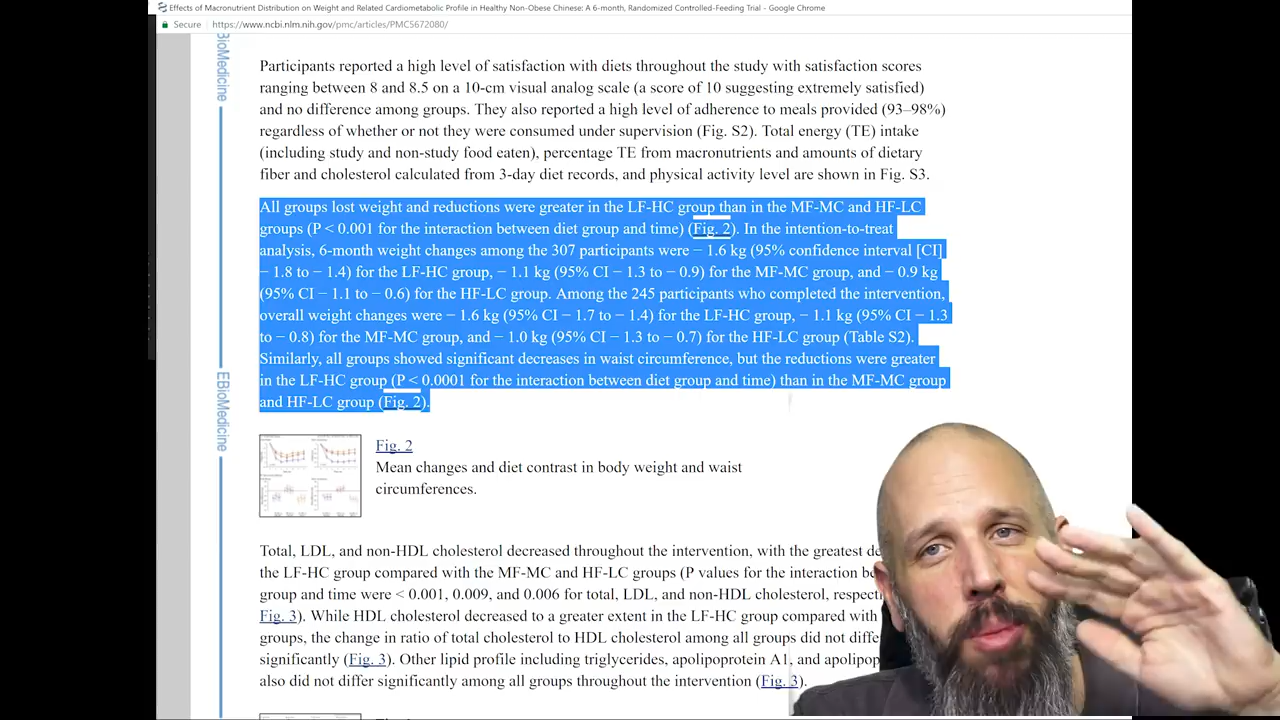 Effects of Macronutrient Distribution on Weight and Related Cardiometabolic Profile in Healthy Non-Obese Chinese: A 6-month, Randomized Controlled-Feeding Trial - Google Chrome
Secure https://www.ncbi.nlm.nih.gov/pmc/articles/PMC5672080/
EBioMedicine
Participants reported a high level of satisfaction with diets throughout the study with satisfaction scores
ranging between 8 and 8.5 on a 10-cm visual analog scale (a score of 10 suggesting extremely satisfied)
and no difference among groups. They also reported a high level of adherence to meals provided (93–98%)
regardless of whether or not they were consumed under supervision (Fig. S2). Total energy (TE) intake
(including study and non-study food eaten), percentage TE from macronutrients and amounts of dietary
fiber and cholesterol calculated from 3-day diet records, and physical activity level are shown in Fig. S3.
All groups lost weight and reductions were greater in the LF-HC group than in the MF-MC and HF-LC
groups (P < 0.001 for the interaction between diet group and time) (Fig. 2). In the intention-to-treat
analysis, 6-month weight changes among the 307 participants were − 1.6 kg (95% confidence interval [CI]
− 1.8 to − 1.4) for the LF-HC group, − 1.1 kg (95% CI − 1.3 to − 0.9) for the MF-MC group, and − 0.9 kg
(95% CI − 1.1 to − 0.6) for the HF-LC group. Among the 245 participants who completed the intervention,
overall weight changes were − 1.6 kg (95% CI − 1.7 to − 1.4) for the LF-HC group, − 1.1 kg (95% CI − 1.3
to − 0.8) for the MF-MC group, and − 1.0 kg (95% CI − 1.3 to − 0.7) for the HF-LC group (Table S2).
Similarly, all groups showed significant decreases in waist circumference, but the reductions were greater
in the LF-HC group (P < 0.0001 for the interaction between diet group and time) than in the MF-MC group
and HF-LC group (Fig. 2).
EBioMedicine
Fig. 2
Mean changes and diet contrast in body weight and waist
circumferences.
Total, LDL, and non-HDL cholesterol decreased throughout the intervention, with the greatest de
the LF-HC group compared with the MF-MC and HF-LC groups (P values for the interaction be
group and time were < 0.001, 0.009, and 0.006 for total, LDL, and non-HDL cholesterol, respect
Fig. 3). While HDL cholesterol decreased to a greater extent in the LF-HC group compared with
groups, the change in ratio of total cholesterol to HDL cholesterol among all groups did not diffe
significantly (Fig. 3). Other lipid profile including triglycerides, apolipoprotein A1, and apolipop
also did not differ significantly among all groups throughout the intervention (Fig. 3).